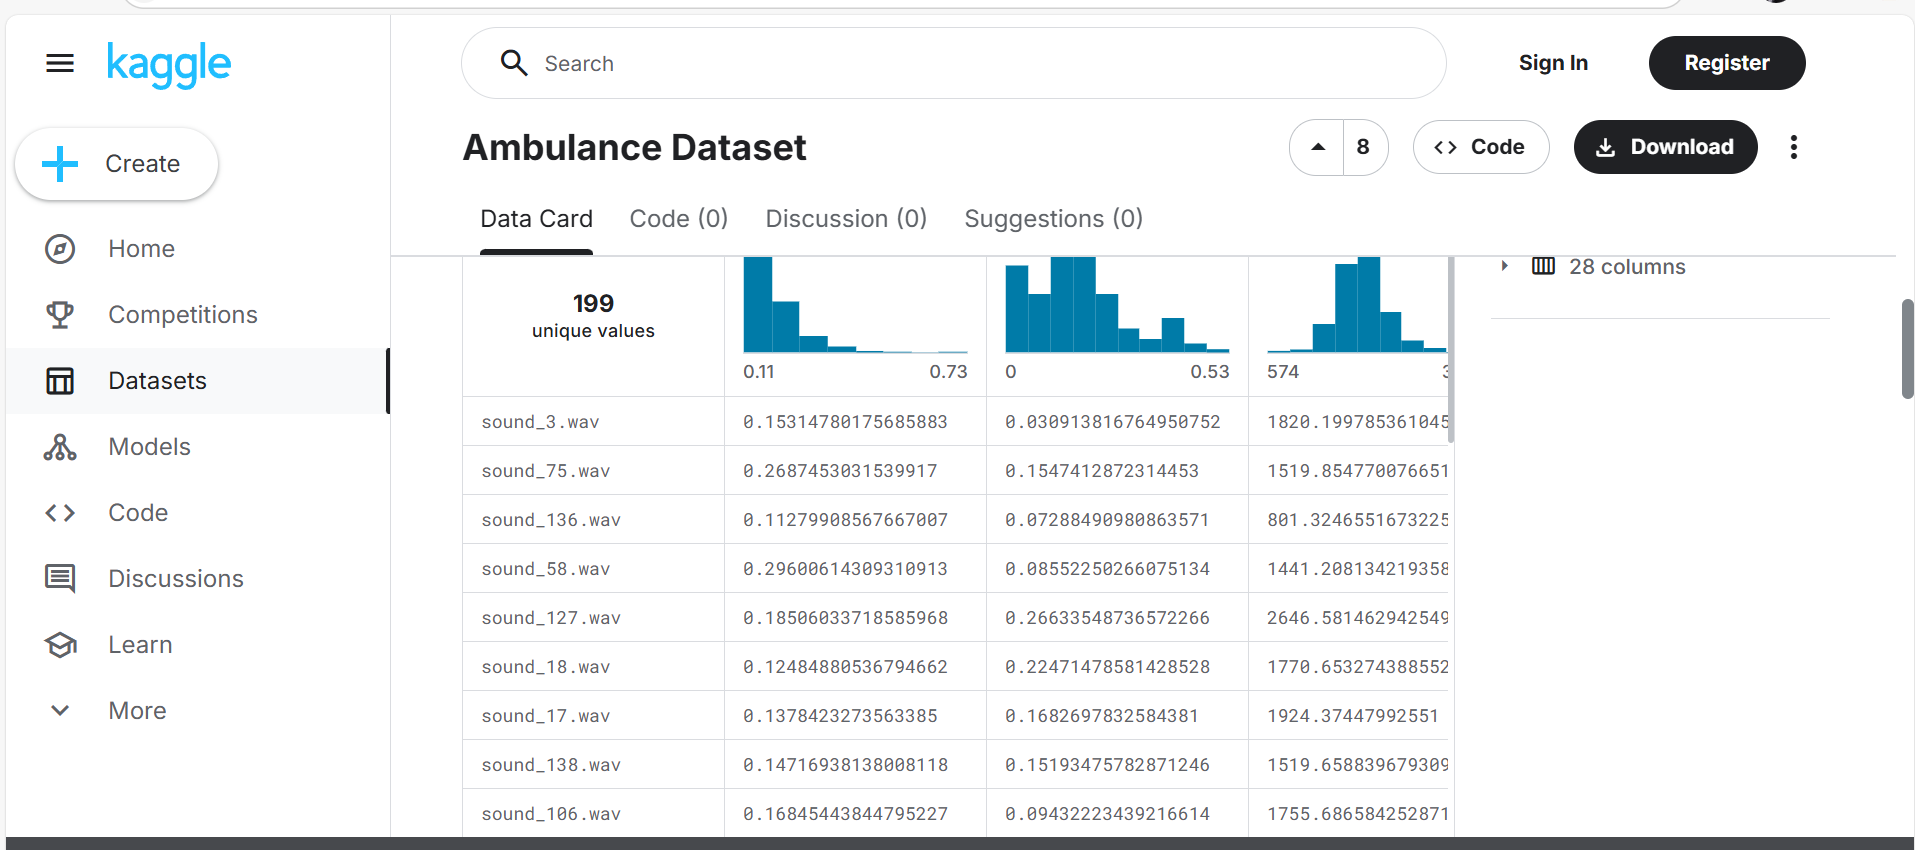 kaggle
Search
Sign In
Register
Create
Ambulance Dataset
8
Code
Download
Data Card
Code (0)
Discussion (0)
Suggestions (0)
Home
Competitions
Datasets
Models
Code
Discussions
Learn
More
28 columns
199
unique values
0.11
0.73
0
0.53
574
3
sound_3.wav 0.15314780175685883 0.030913816764950752 1820.199785361045
sound_75.wav 0.2687453031539917 0.1547412872314453 1519.854770076651
sound_136.wav 0.11279908567667007 0.07288490980863571 801.3246551673225
sound_58.wav 0.29600614309310913 0.08552250266075134 1441.208134219358
sound_127.wav 0.18506033718585968 0.26633548736572266 2646.581462942549
sound_18.wav 0.12484880536794662 0.22471478581428528 1770.653274388552
sound_17.wav 0.1378423273563385 0.1682697832584381 1924.37447992551
sound_138.wav 0.14716938138008118 0.15193475782871246 1519.658839679309
sound_106.wav 0.16845443844795227 0.09432223439216614 1755.686584252871